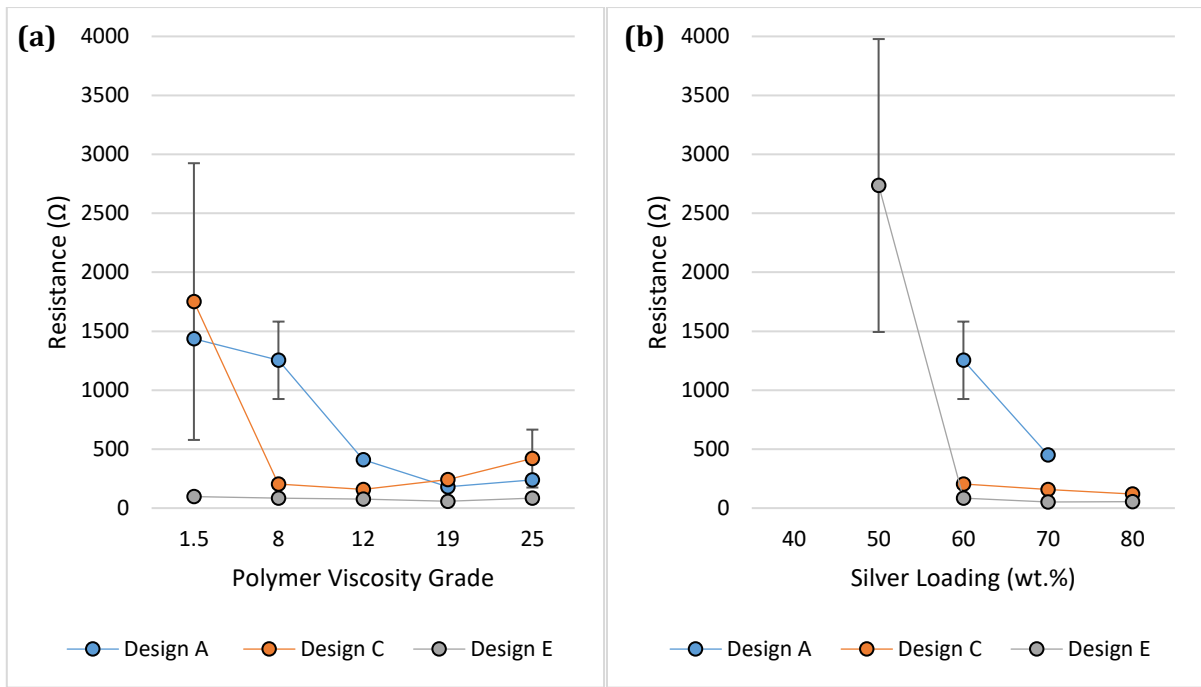 (a)
4000
3500
3000
2500
2000
1500
1000
500
0
Resistance (Ω)
1.5 8 12 19 25
Polymer Viscosity Grade
Design A Design C Design E
(b)
4000
3500
3000
2500
2000
1500
1000
500
0
Resistance (Ω)
40 50 60 70 80
Silver Loading (wt.%)
Design A Design C Design E